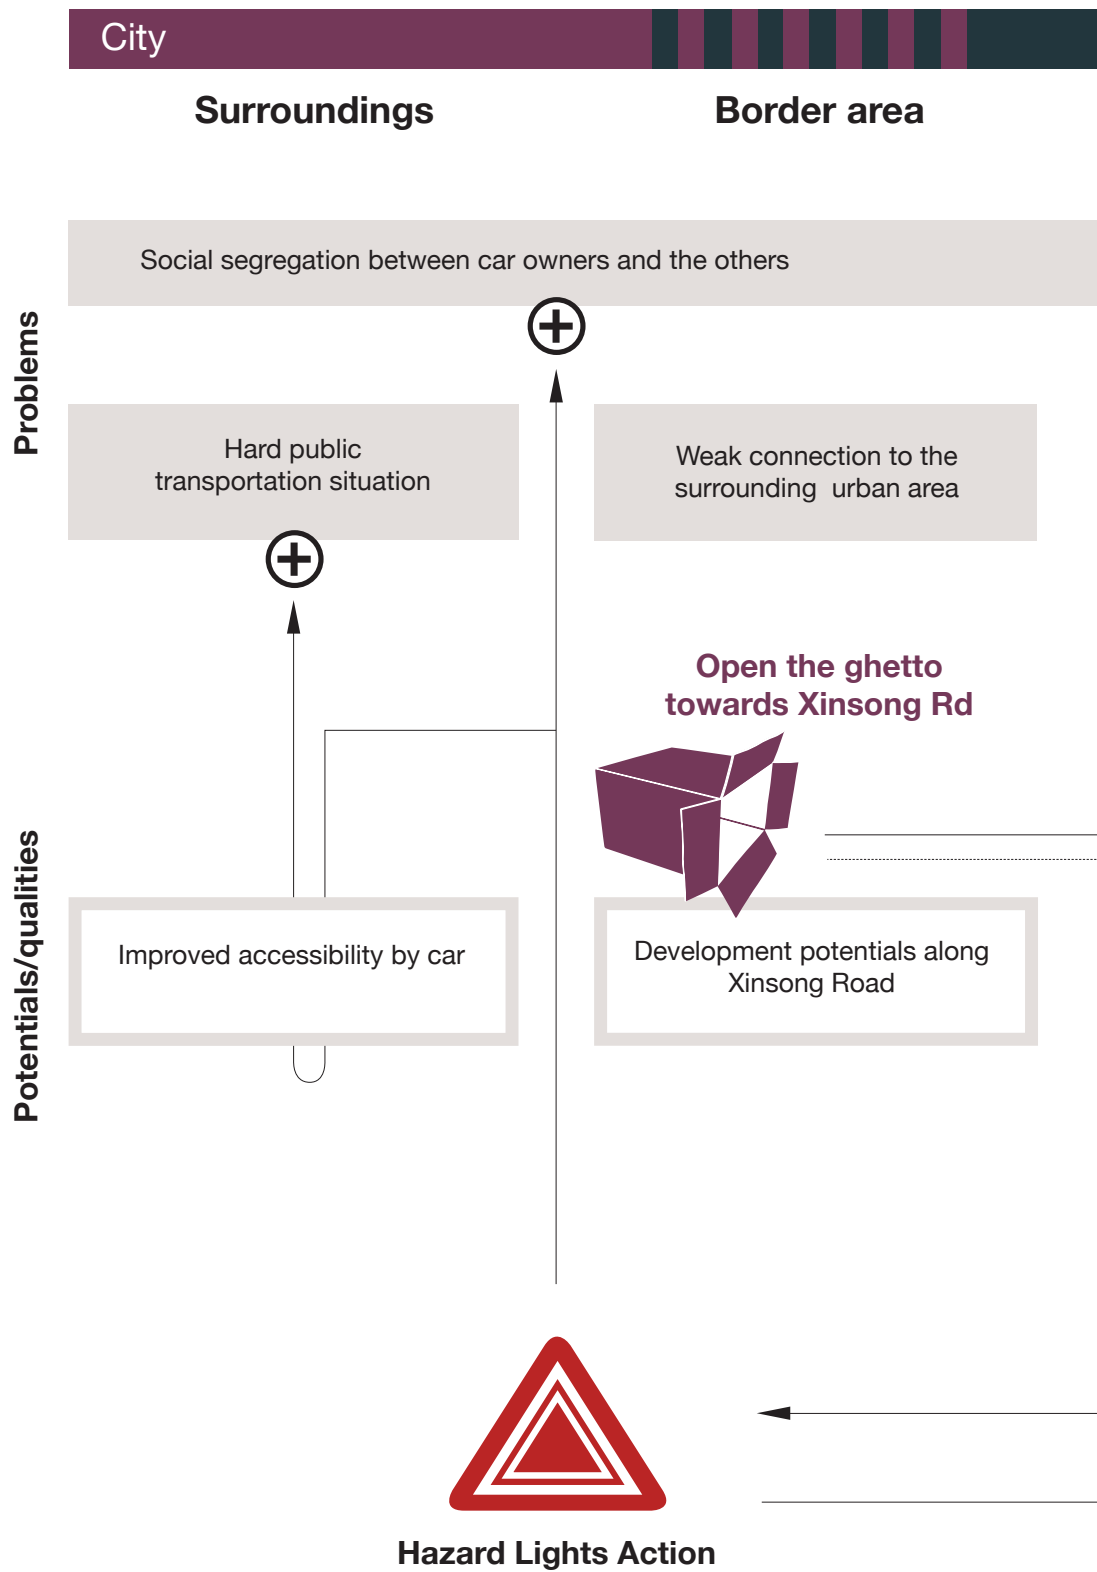 City
Surroundings
Border area
Problems
Social segregation between car owners and the others
Hard public
transportation situation
Weak connection to the
surrounding urban area
Open the ghetto
towards Xinsong Rd
Potentials/qualities
Improved accessibility by car
Development potentials along
Xinsong Road
Hazard Lights Action